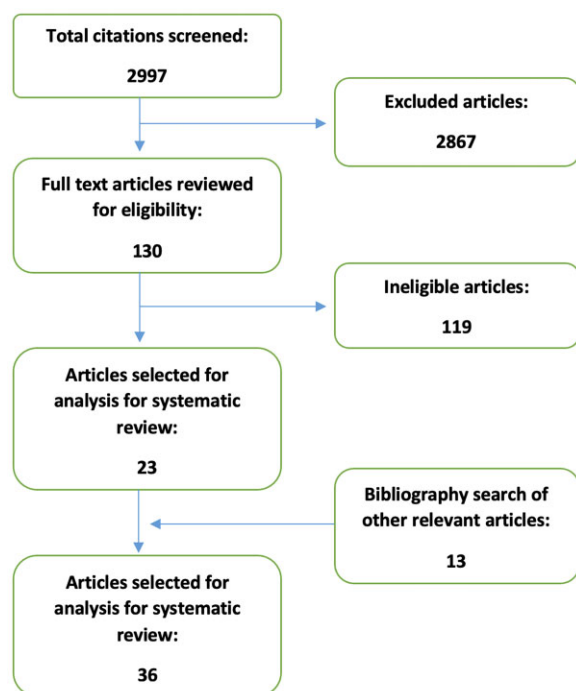 Total citations screened:
2997
Excluded articles:
2867
Full text articles reviewed
for eligibility:
130
Ineligible articles:
119
Articles selected for
analysis for systematic
review:
23
Bibliography search of
other relevant articles:
13
Articles selected for
analysis for systematic
review:
36